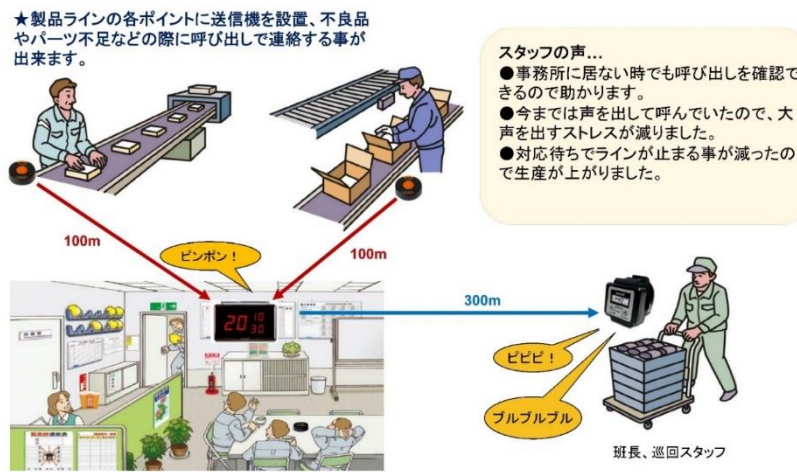 ★製品ラインの各ポイントに送信機を設置、不良品
やパーツ不足などの際に呼び出しで連絡する事が
出来ます。
スタッフの声…
●事務所に居ない時でも呼び出しを確認で
きるので助かります。
●今までは声を出して呼んでいたので、大
声を出すストレスが減りました。
●対応待ちでラインが止まる事が減ったの
で生産が上がりました。
100m
100m
ピンポン！
300m
20 10
30
ピピピ！
ブルブルブル
班長、巡回スタッフ